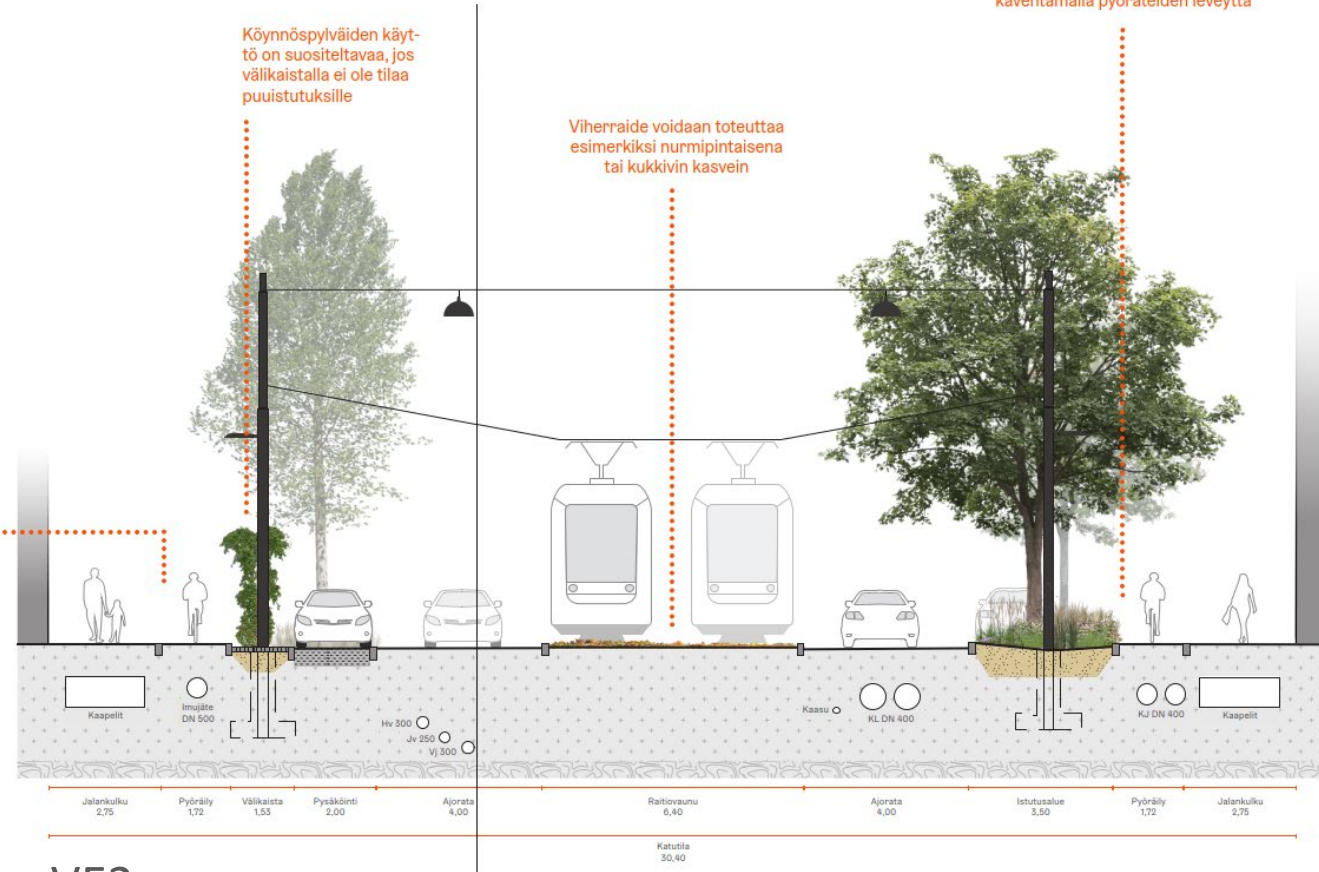 kaventamalla pyöräteiden leveyttä
Köynnöspylväiden käyt-
tö on suositeltavaa, jos
välikaistalla ei ole tilaa
puuistutuksille
Viherraide voidaan toteuttaa
esimerkiksi nurmipintaisena
tai kukkivin kasvein
Kaapelit
Imujäte
DN 500
Hv 300
Jv 250
Vj 300
Kaasu
KL DN 400
KJ DN 400
Kaapelit
Jalankulku
2,75
Pyöräily
1,72
Välikaista
1,53
Pysäköinti
2,00
Ajorata
4,00
Raitiovaunu
6,40
Ajorata
4,00
Istutusalue
3,50
Pyöräily
1,72
Jalankulku
2,75
Katutila
30,40